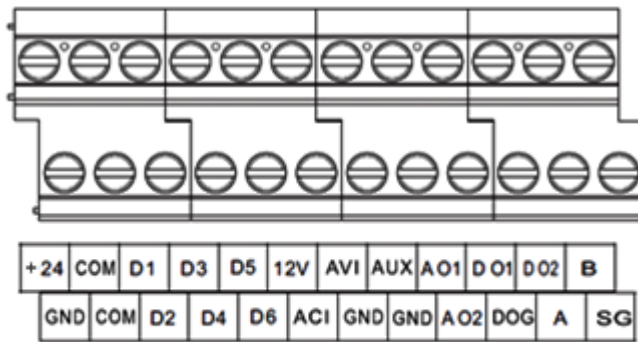 +24 COM D1 D3 D5 12V AVI AUX AO1 DO1 DO2 B
GND COM D2 D4 D6 ACI GND GND AO2 DOG A SG